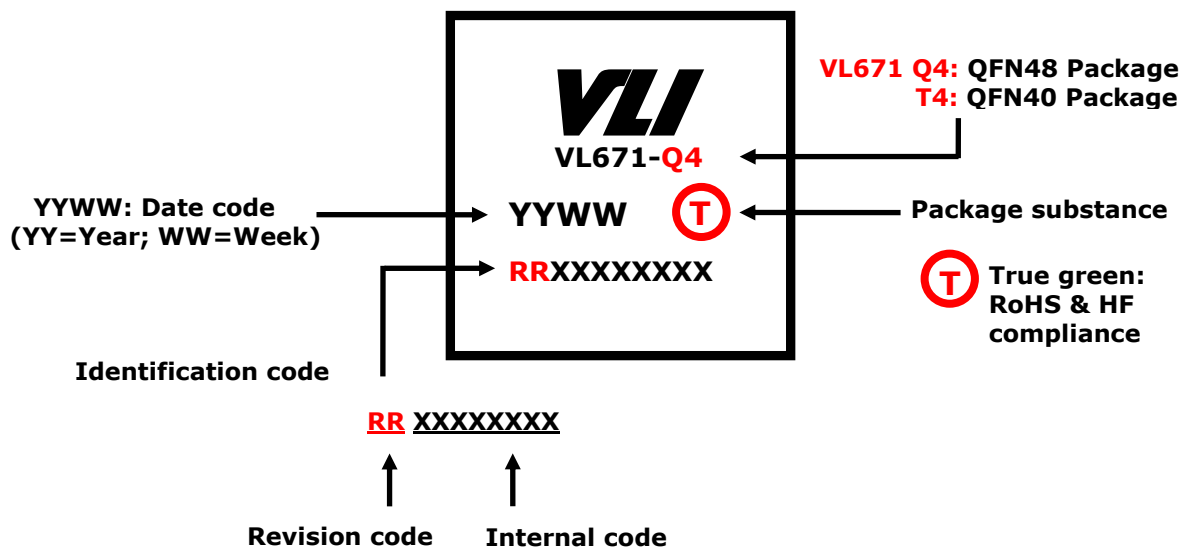 VLI
VL671-Q4
VL671 Q4: QFN48 Package
T4: QFN40 Package
YYWW: Date code
(YY=Year; WW=Week)
YYWW
T
Package substance
RRXXXXXXXX
T
True green:
RoHS & HF
compliance
Identification code
RR XXXXXXXX
Revision code
Internal code